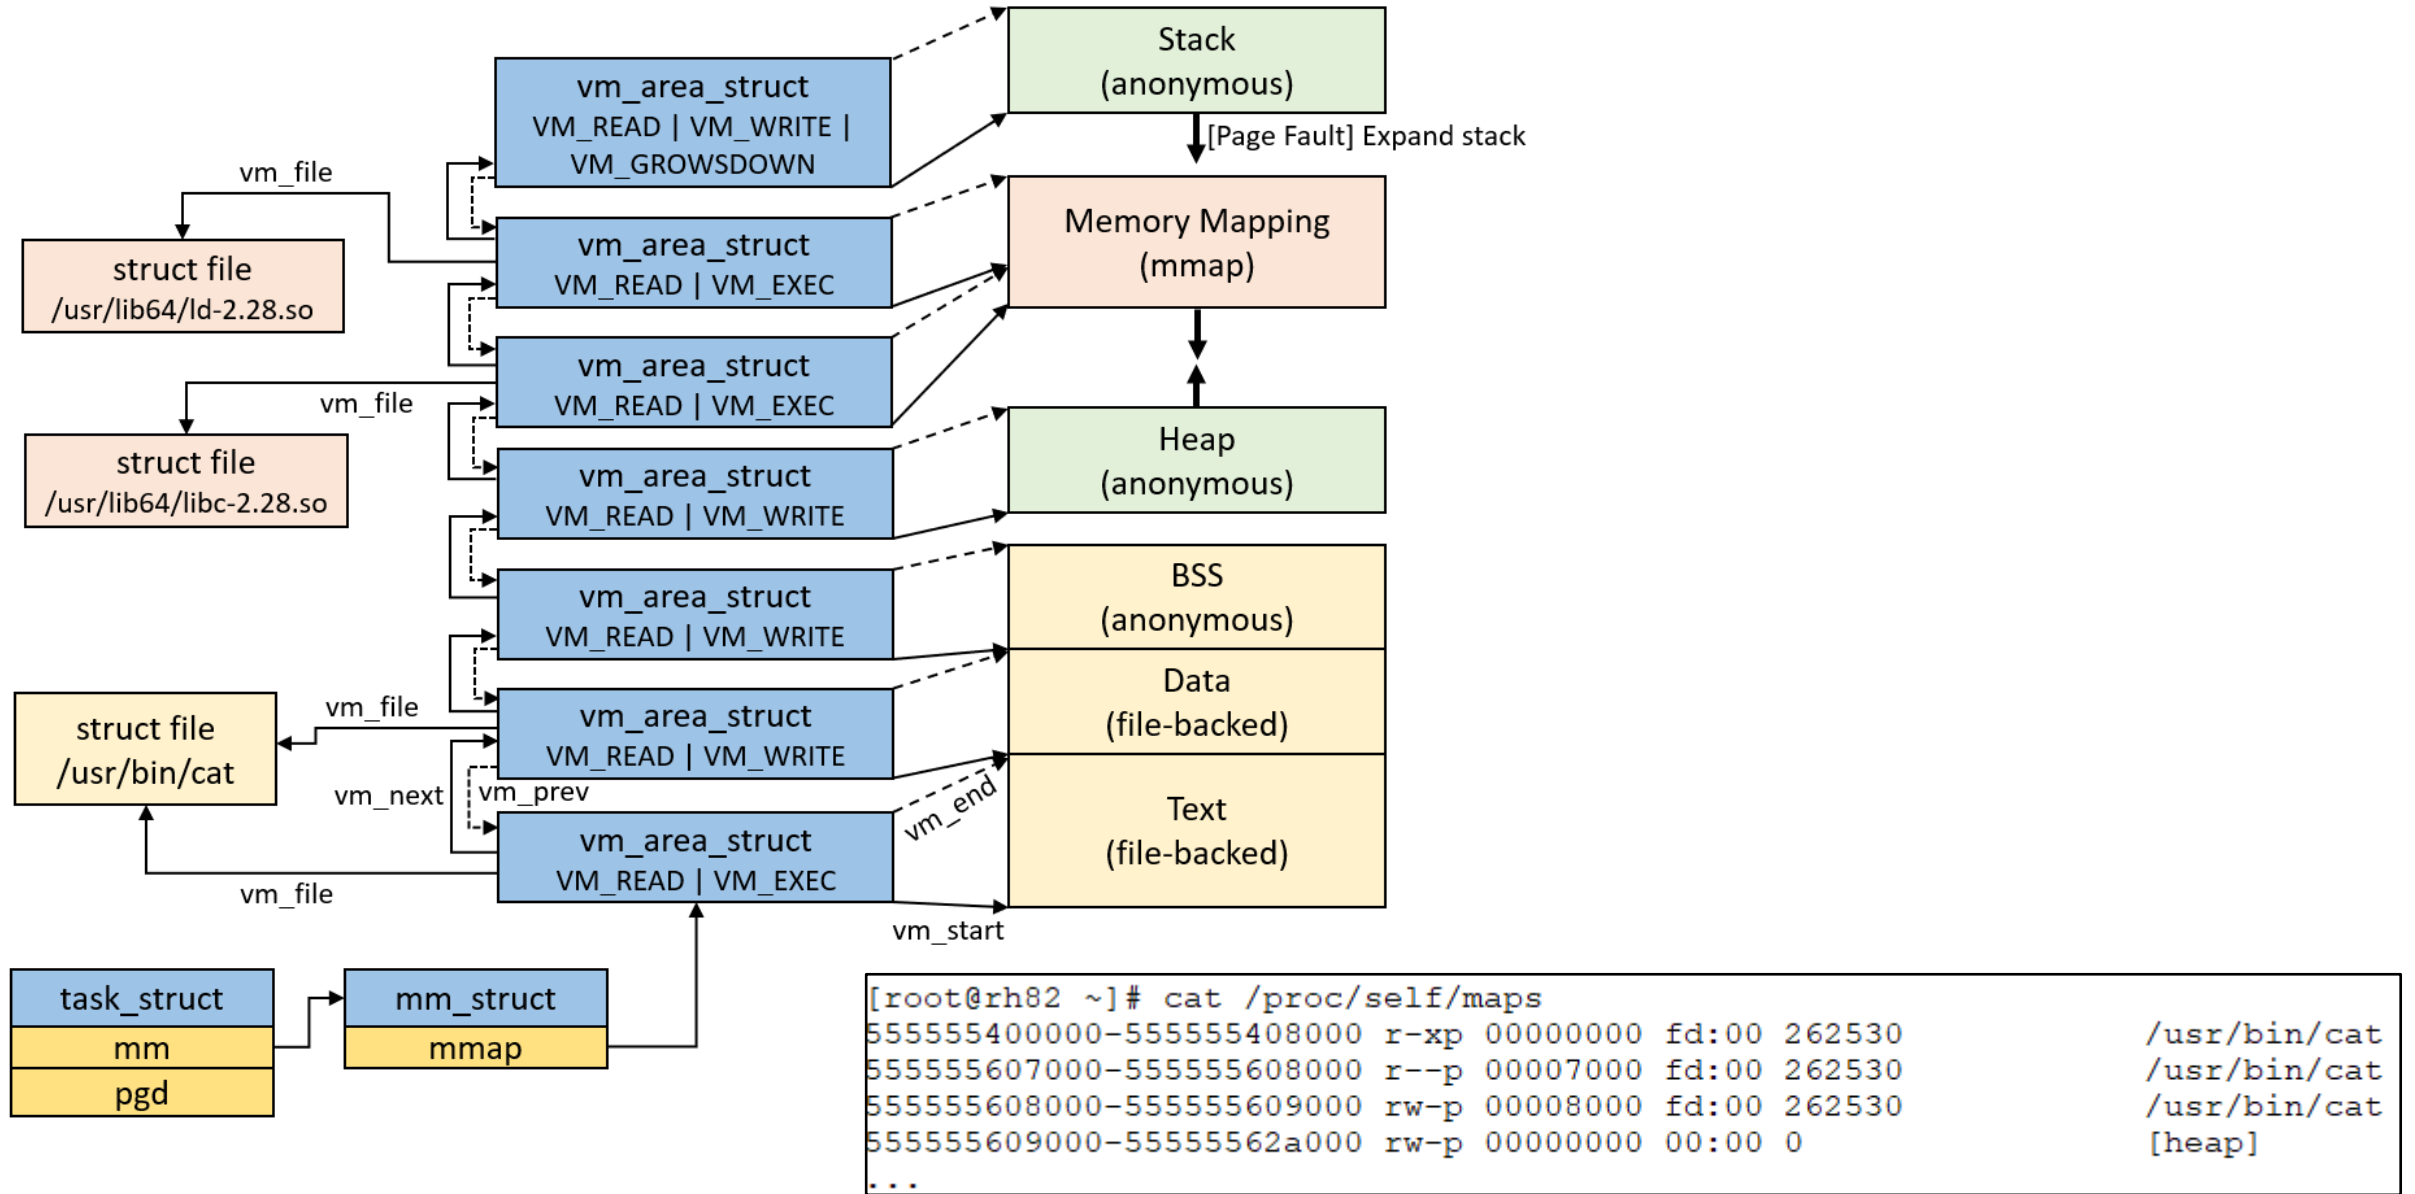 Stack
(anonymous)
[Page Fault] Expand stack
vm_area_struct
VM_READ | VM_WRITE |
VM_GROWSDOWN
vm_file
struct file
/usr/lib64/ld-2.28.so
vm_area_struct
VM_READ | VM_EXEC
Memory Mapping
(mmap)
vm_area_struct
VM_READ | VM_EXEC
vm_file
struct file
/usr/lib64/libc-2.28.so
vm_area_struct
VM_READ | VM_WRITE
Heap
(anonymous)
vm_area_struct
VM_READ | VM_WRITE
BSS
(anonymous)
struct file
/usr/bin/cat
vm_file
vm_area_struct
VM_READ | VM_WRITE
Data
(file-backed)
vm_next
vm_prev
vm_end
vm_area_struct
VM_READ | VM_EXEC
Text
(file-backed)
vm_file
vm_start
task_struct
mm
pgd
mm_struct
mmap
[root@rh82 ~]# cat /proc/self/maps
555555400000-555555408000 r-xp 00000000 fd:00 262530 /usr/bin/cat
555555607000-555555608000 r--p 00007000 fd:00 262530 /usr/bin/cat
555555608000-555555609000 rw-p 00008000 fd:00 262530 /usr/bin/cat
555555609000-55555562a000 rw-p 00000000 00:00 0 [heap]
...